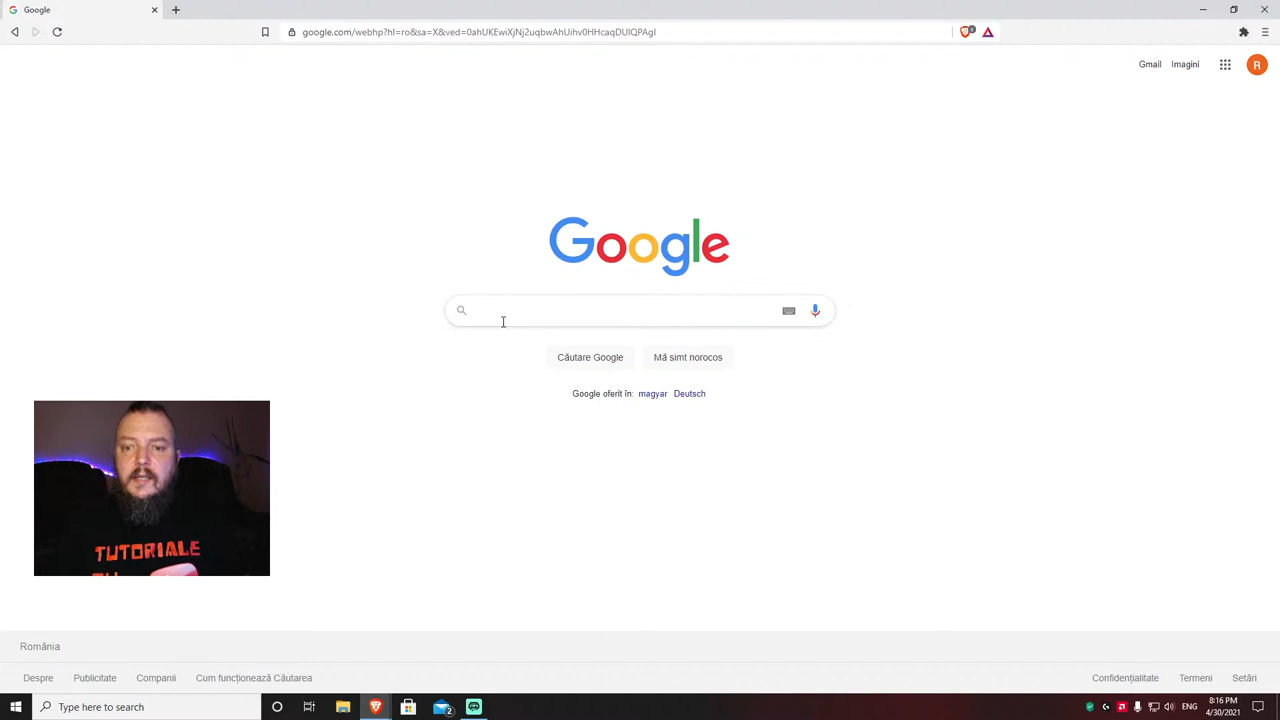 Google
google.com/webhp?hl=ro&sa=X&ved=0ahUKEwiXjNj2uqbwAhUihv0HHcaqDUIQPAgI
Gmail Imagini
R
Google
Căutare Google Mă simt norocos
Google oferit în: magyar Deutsch
TUTORIALE
România
Despre Publicitate Companii Cum funcționează Căutarea
Confidențialitate Termeni Setări
Type here to search
2
ENG
8:16 PM
4/30/2021